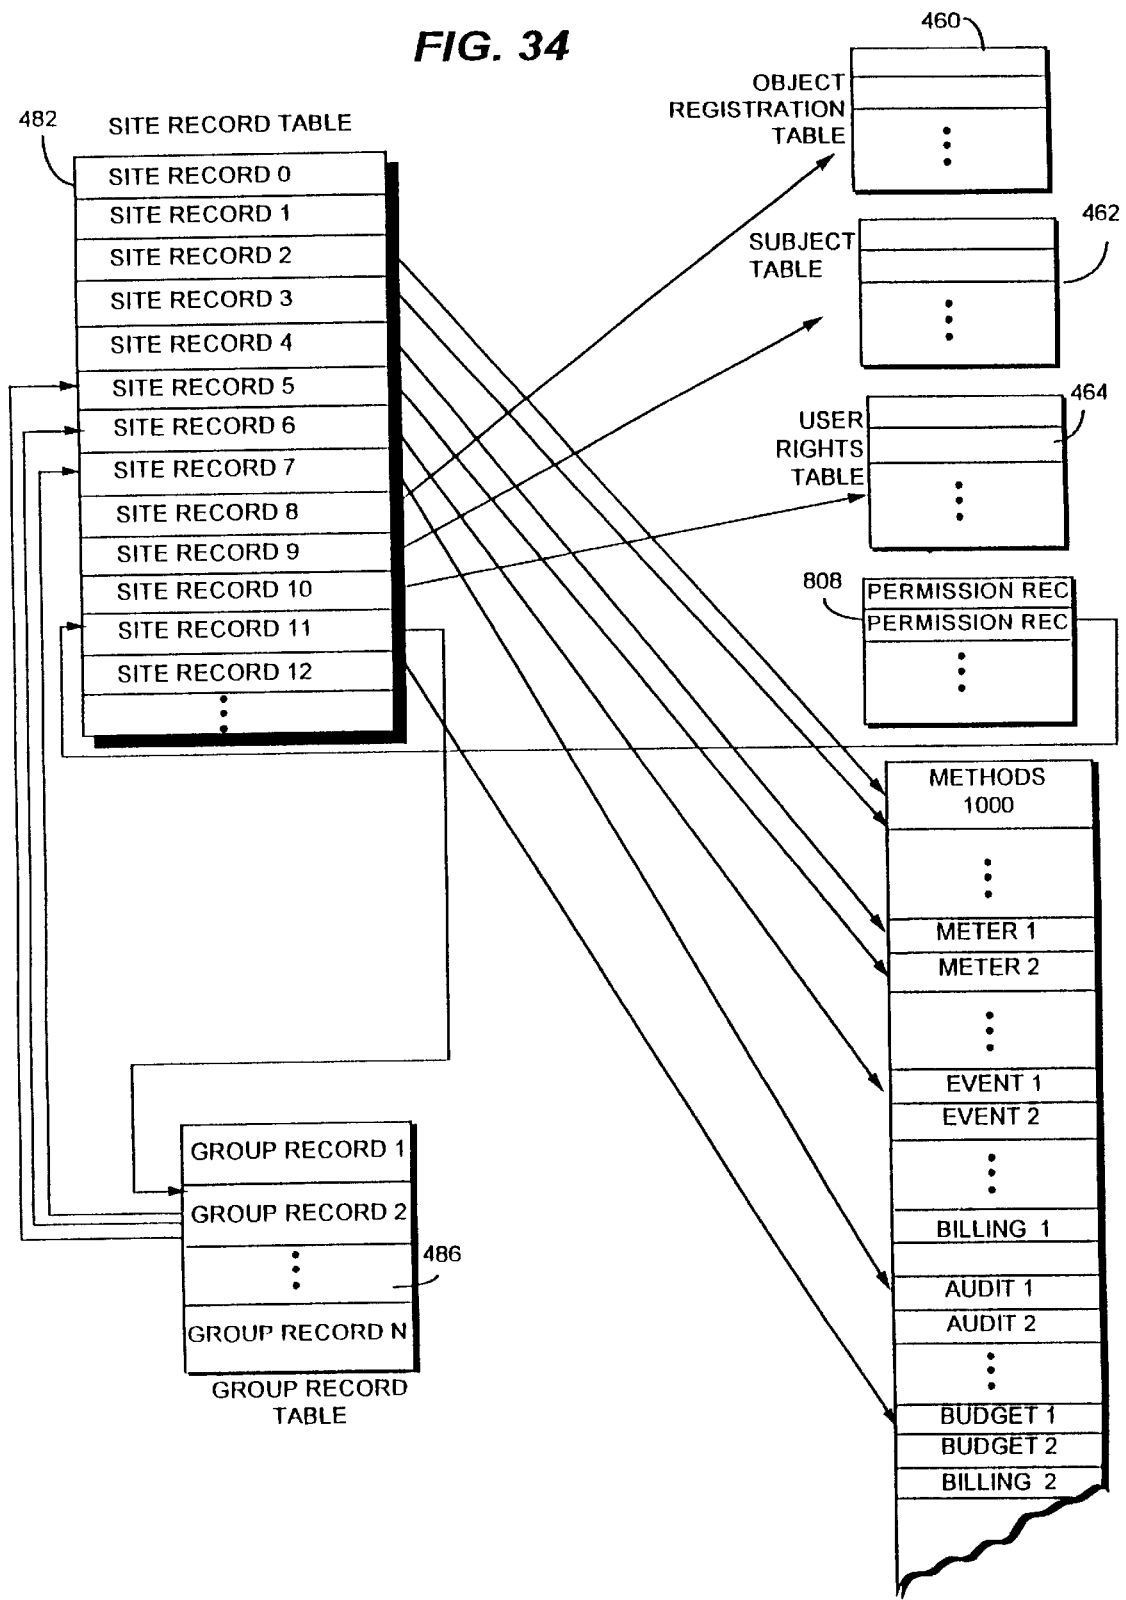 FIG. 34
460
OBJECT
REGISTRATION
TABLE
482
SITE RECORD TABLE
SITE RECORD 0
SITE RECORD 1
SITE RECORD 2
SITE RECORD 3
SITE RECORD 4
SITE RECORD 5
SITE RECORD 6
SITE RECORD 7
SITE RECORD 8
SITE RECORD 9
SITE RECORD 10
SITE RECORD 11
SITE RECORD 12
462
SUBJECT
TABLE
464
USER
RIGHTS
TABLE
808
PERMISSION REC
PERMISSION REC
METHODS
1000
METER 1
METER 2
EVENT 1
EVENT 2
BILLING 1
AUDIT 1
AUDIT 2
BUDGET 1
BUDGET 2
BILLING 2
GROUP RECORD 1
GROUP RECORD 2
486
GROUP RECORD N
GROUP RECORD
TABLE